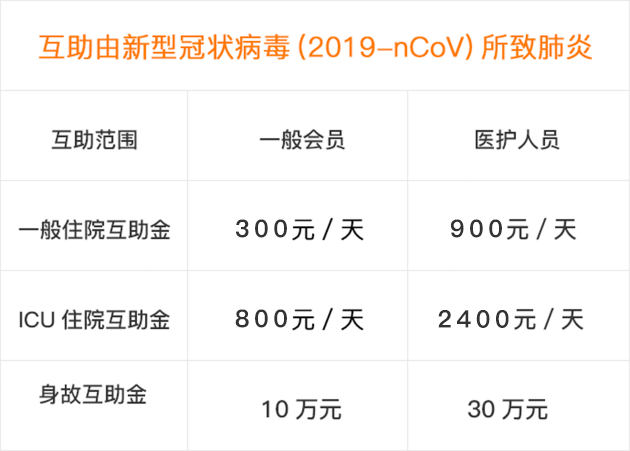 互助由新型冠状病毒（2019-nCoV）所致肺炎
互助范围 一般会员 医护人员
一般住院互助金 300元 / 天 900元 / 天
ICU 住院互助金 800元 / 天 2400元 / 天
身故互助金 10 万元 30 万元